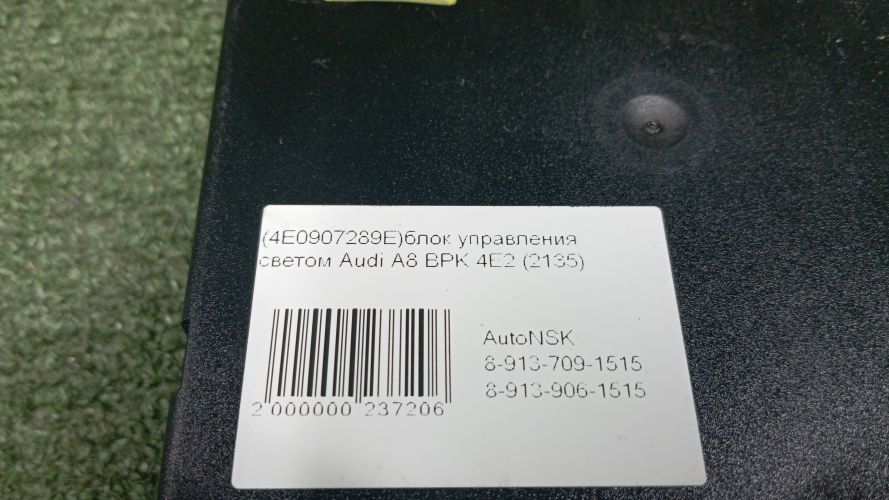 (4E0907289E)блок управления
светом Audi A8 BPK 4E2 (2135)
AutoNSK
8-913-709-1515
8-913-906-1515
2 000000 237206